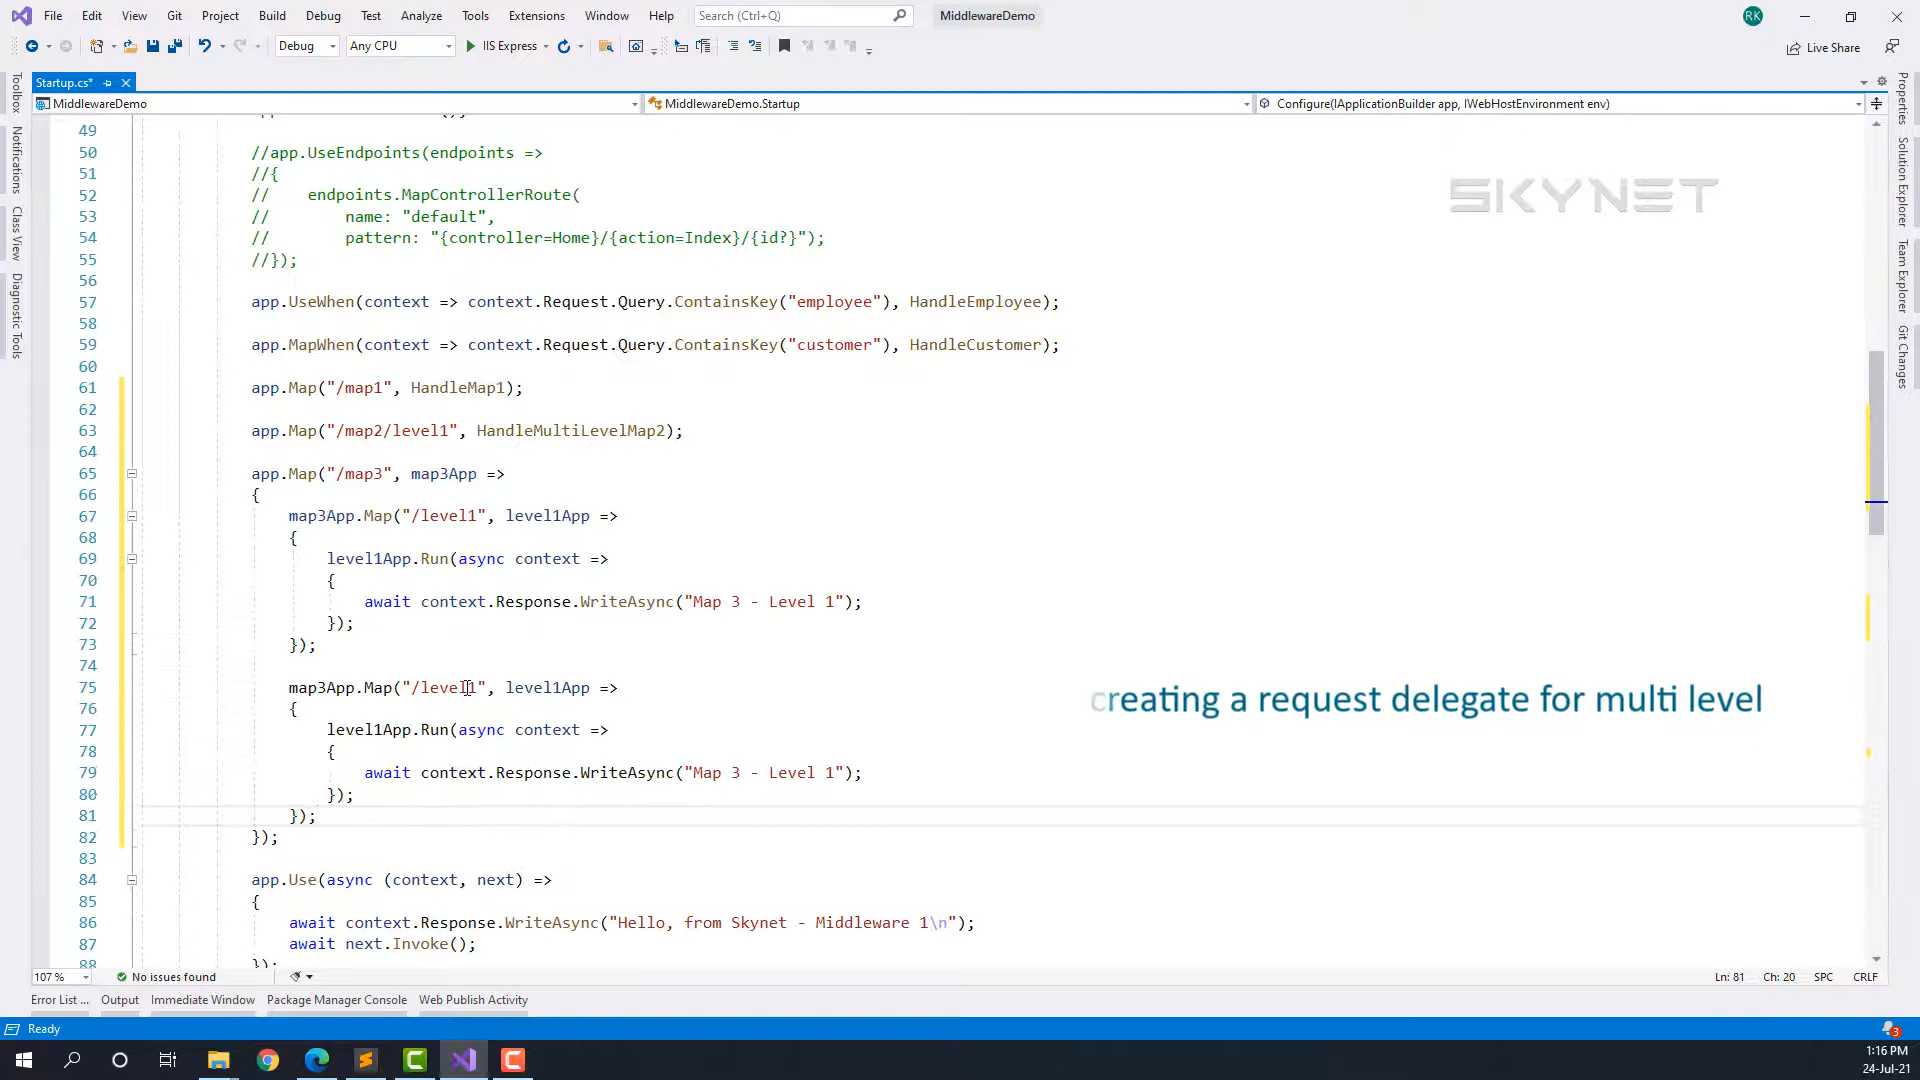 File Edit View Git Project Build Debug Test Analyze Tools Extensions Window Help Search (Ctrl+Q) MiddlewareDemo RK
Debug Any CPU IIS Express Live Share
Startup.cs*
MiddlewareDemo MiddlewareDemo.Startup Configure(IApplicationBuilder app, IWebHostEnvironment env)
Toolbox
Notifications
Class View
Diagnostic Tools
Properties
Solution Explorer
Team Explorer
Git Changes
SKYNET
49
50 //app.UseEndpoints(endpoints =>
51 //{
52 // endpoints.MapControllerRoute(
53 // name: "default",
54 // pattern: "{controller=Home}/{action=Index}/{id?}");
55 //});
56
57 app.UseWhen(context => context.Request.Query.ContainsKey("employee"), HandleEmployee);
58
59 app.MapWhen(context => context.Request.Query.ContainsKey("customer"), HandleCustomer);
60
61 app.Map("/map1", HandleMap1);
62
63 app.Map("/map2/level1", HandleMultiLevelMap2);
64
65 app.Map("/map3", map3App =>
66 {
67 map3App.Map("/level1", level1App =>
68 {
69 level1App.Run(async context =>
70 {
71 await context.Response.WriteAsync("Map 3 - Level 1");
72 });
73 });
74
75 map3App.Map("/level1", level1App =>
76 {
77 level1App.Run(async context =>
78 {
79 await context.Response.WriteAsync("Map 3 - Level 1");
80 });
81 });
82 });
83
84 app.Use(async (context, next) =>
85 {
86 await context.Response.WriteAsync("Hello, from Skynet - Middleware 1\n");
87 await next.Invoke();
88 });
creating a request delegate for multi level
107 % No issues found Ln: 81 Ch: 20 SPC CRLF
Error List ... Output Immediate Window Package Manager Console Web Publish Activity
Ready 3
1:16 PM
24-Jul-21